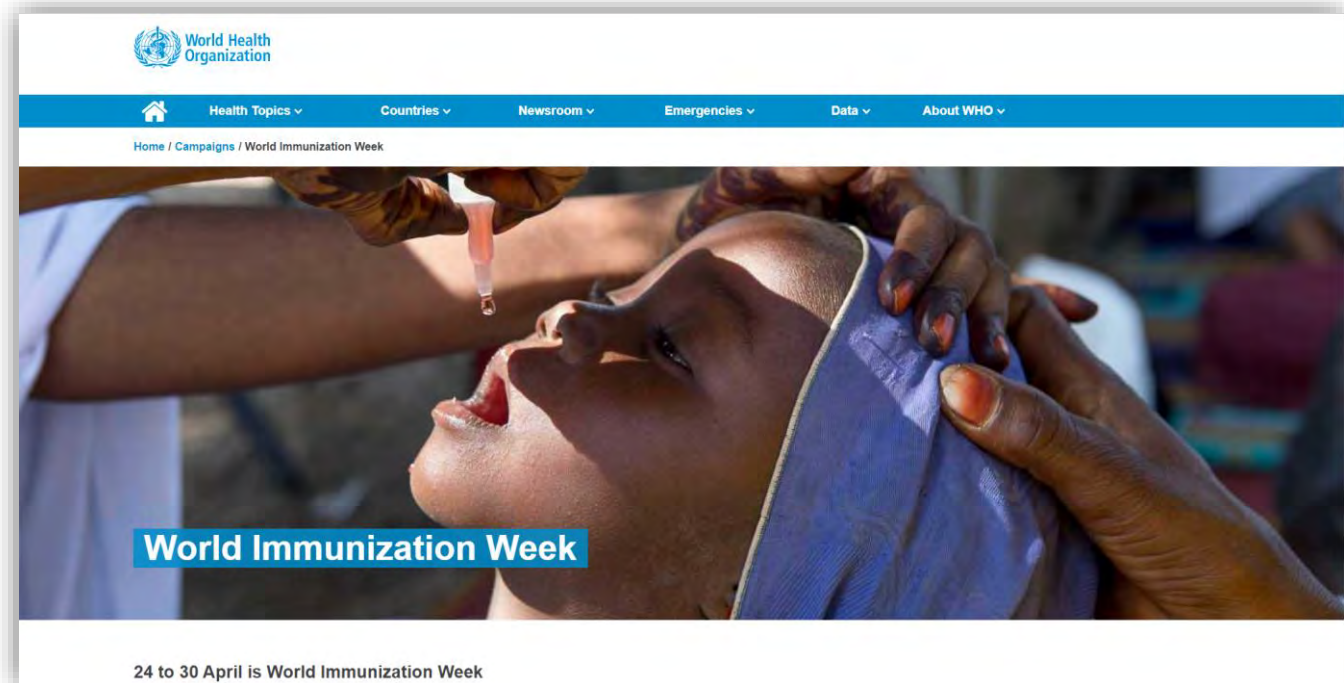 World Health
Organization
Health Topics Countries Newsroom Emergencies Data About WHO
Home / Campaigns / World Immunization Week
World Immunization Week
24 to 30 April is World Immunization Week